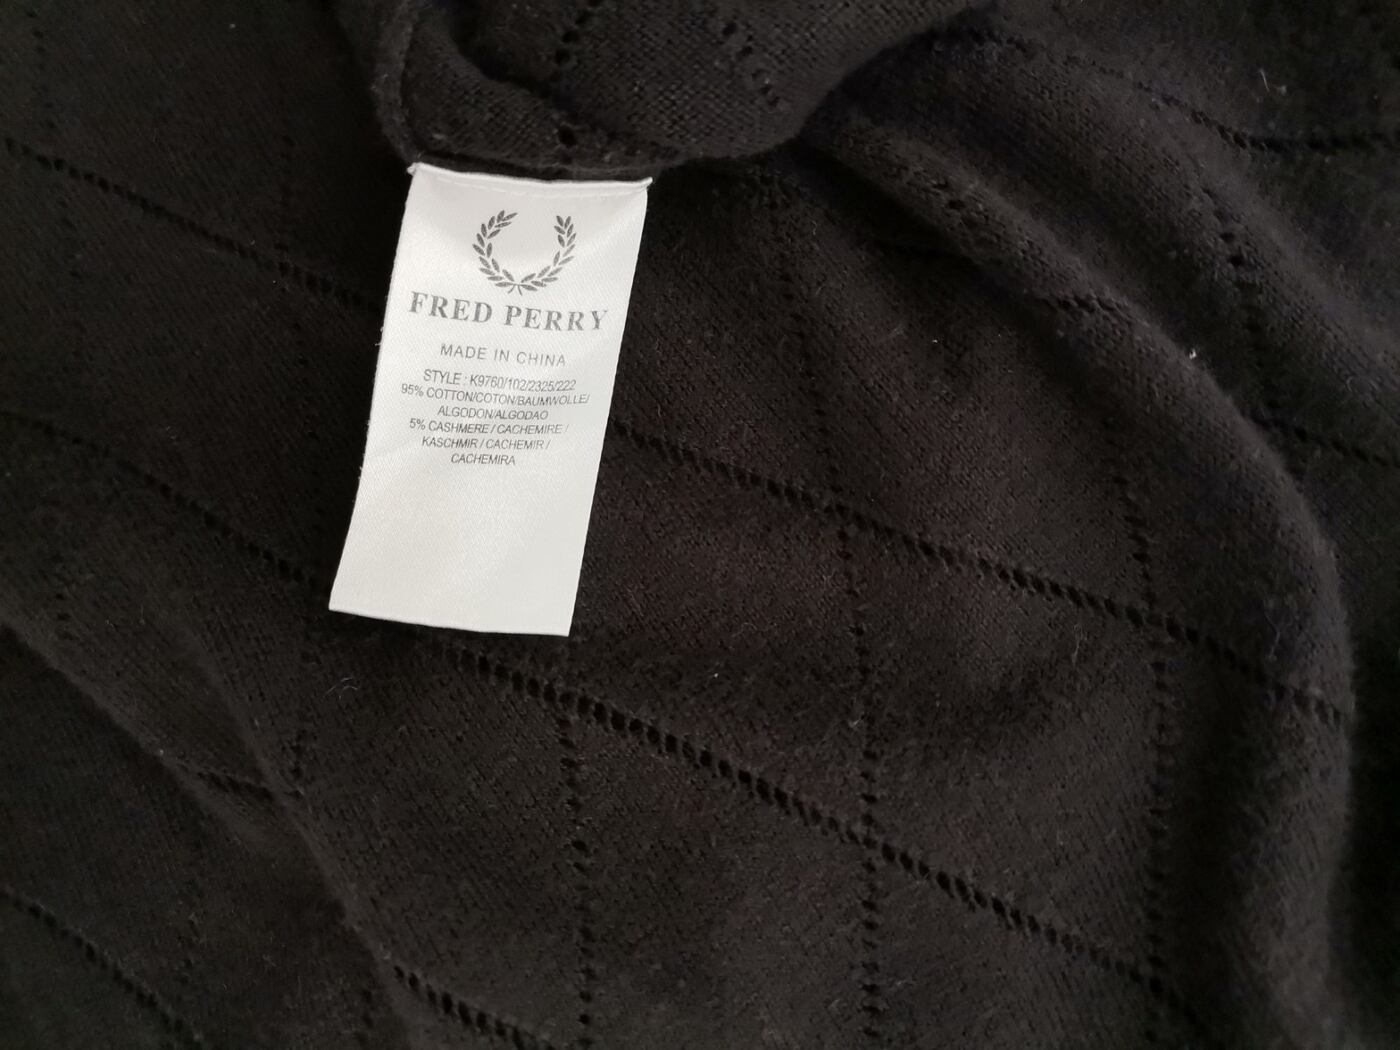 FRED PERRY
MADE IN CHINA
STYLE : K9760/102/2325/222
95% COTTON/COTON/BAUMWOLLE/
ALGODON/ALGODAO
5% CASHMERE / CACHEMIRE /
KASCHMIR / CACHEMIR /
CACHEMIRA